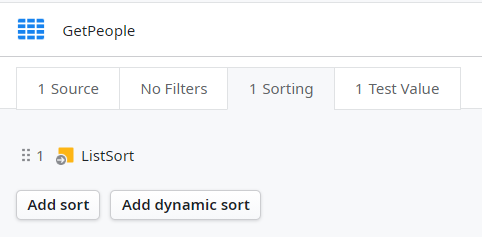 GetPeople
1 Source No Filters 1 Sorting 1 Test Value
1 ListSort
Add sort Add dynamic sort